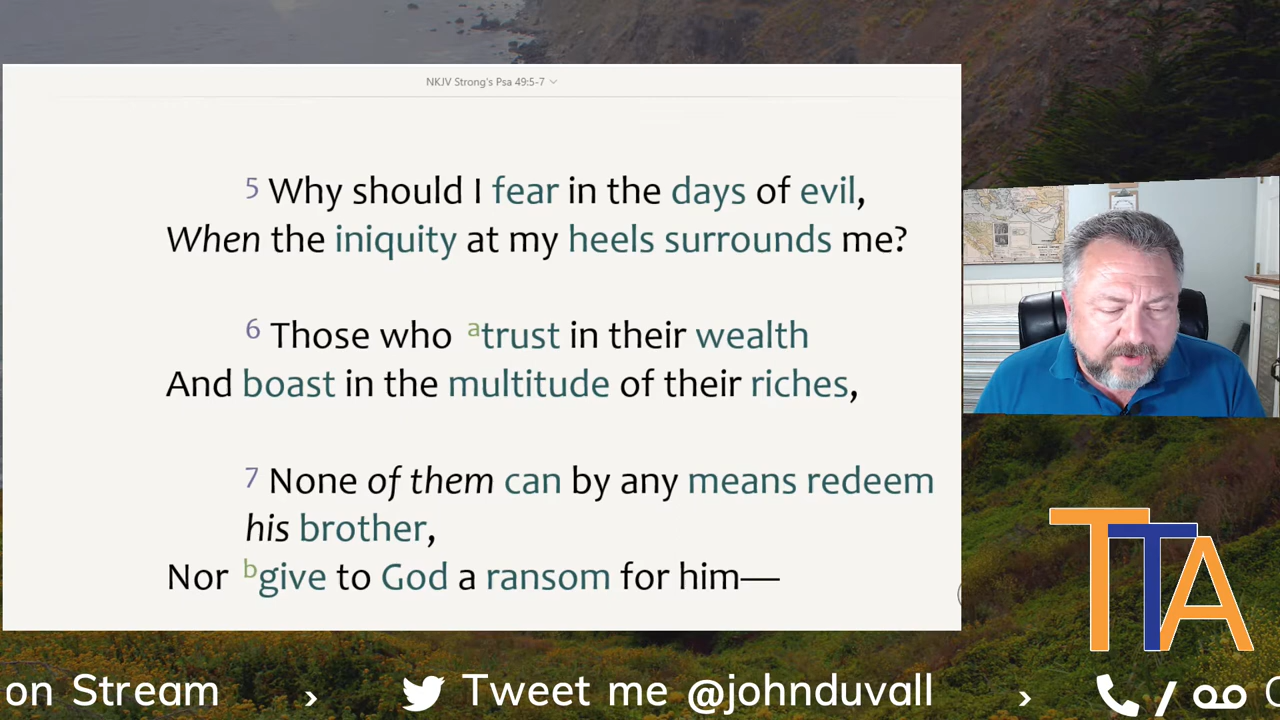 NKJV Strong's Psa 49:5-7
5 Why should I fear in the days of evil,
When the iniquity at my heels surrounds me?
6 Those who atrust in their wealth
And boast in the multitude of their riches,
7 None of them can by any means redeem
his brother,
Nor bgive to God a ransom for him—
TTA
on Stream › Tweet me @johnduvall › /